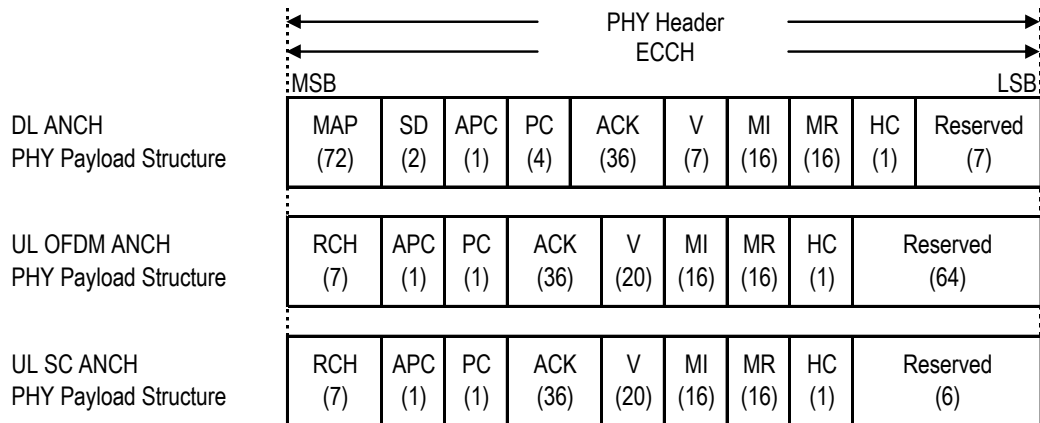 PHY Header
ECCH
MSB LSB
DL ANCH
PHY Payload Structure
MAP SD APC PC ACK V MI MR HC Reserved
(72) (2) (1) (4) (36) (7) (16) (16) (1) (7)
UL OFDM ANCH
PHY Payload Structure
RCH APC PC ACK V MI MR HC Reserved
(7) (1) (1) (36) (20) (16) (16) (1) (64)
UL SC ANCH
PHY Payload Structure
RCH APC PC ACK V MI MR HC Reserved
(7) (1) (1) (36) (20) (16) (16) (1) (6)